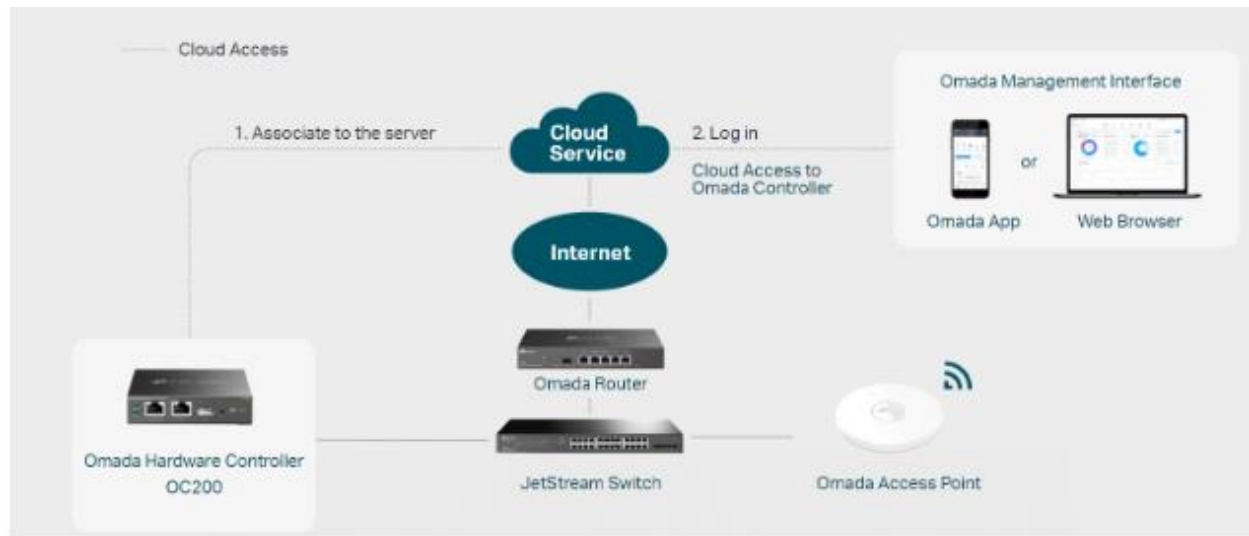 Cloud Access
Omada Management Interface
1. Associate to the server
Cloud
Service
2. Log in
Cloud Access to
Omada Controller
or
Omada App
Web Browser
Internet
Omada Router
Omada Hardware Controller
OC200
JetStream Switch
Omada Access Point